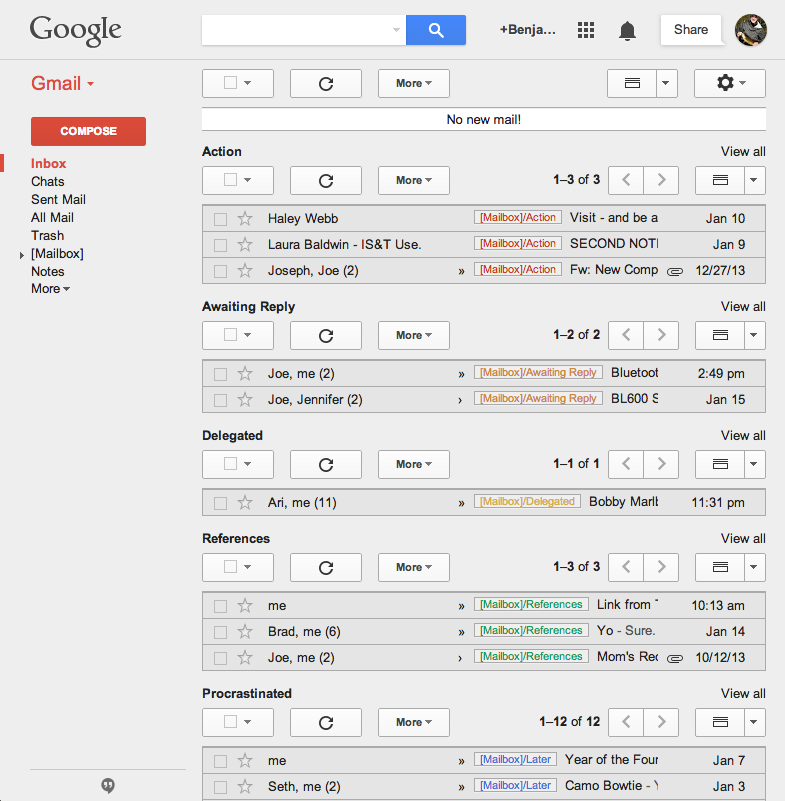 Google
+Benja...
Share
Gmail
More
COMPOSE
No new mail!
Inbox
Chats
Sent Mail
All Mail
Trash
[Mailbox]
Notes
More
Action
View all
More
1–3 of 3
Haley Webb [Mailbox]/Action Visit - and be a Jan 10
Laura Baldwin - IS&T Use. [Mailbox]/Action SECOND NOTI Jan 9
Joseph, Joe (2) » [Mailbox]/Action Fw: New Comp 12/27/13
Awaiting Reply
View all
More
1–2 of 2
Joe, me (2) » [Mailbox]/Awaiting Reply Bluetoot 2:49 pm
Joe, Jennifer (2) › [Mailbox]/Awaiting Reply BL600 S Jan 15
Delegated
View all
More
1–1 of 1
Ari, me (11) » [Mailbox]/Delegated Bobby Marlb 11:31 pm
References
View all
More
1–3 of 3
me » [Mailbox]/References Link from 10:13 am
Brad, me (6) » [Mailbox]/References Yo - Sure. Jan 14
Joe, me (2) › [Mailbox]/References Mom's Rec 10/12/13
Procrastinated
View all
More
1–12 of 12
me » [Mailbox]/Later Year of the Four Jan 7
Seth, me (2) » [Mailbox]/Later Camo Bowtie - Jan 3